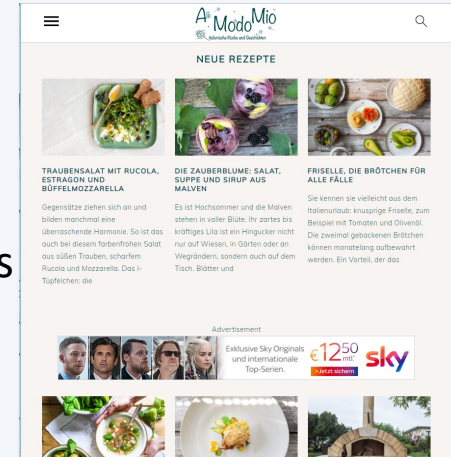 A Modo Mio
italienische Küche und Geschichten
NEUE REZEPTE
TRAUBENSALAT MIT RUCOLA,
ESTRAGON UND
BÜFFELMOZZARELLA
Gegensätze ziehen sich an und
bilden manchmal eine
überraschende Harmonie. So ist das
auch bei diesem farbenfrohen Salat
aus süßen Trauben, scharfem
Rucola und Mozzarella. Das I-
Tüpfelchen: die
DIE ZAUBERBLUME: SALAT,
SUPPE UND SIRUP AUS
MALVEN
Es ist Hochsommer und die Malven
stehen in voller Blüte. Ihr zartes bis
kräftiges Lila ist ein Hingucker nicht
nur auf Wiesen, in Gärten oder an
Wegrändern, sondern auch auf dem
Tisch. Blätter und
FRISELLE, DIE BRÖTCHEN FÜR
ALLE FÄLLE
Sie kennen sie vielleicht aus dem
Italienurlaub: knusprige Friselle, zum
Beispiel mit Tomaten und Olivenöl.
Die zweimal gebackenen Brötchen
können monatelang aufbewahrt
werden. Ein Vorteil, der das
s
Advertisement
Exklusive Sky Originals
und internationale
Top-Serien.
€1250
mtl.*
>Jetzt sichern
sky